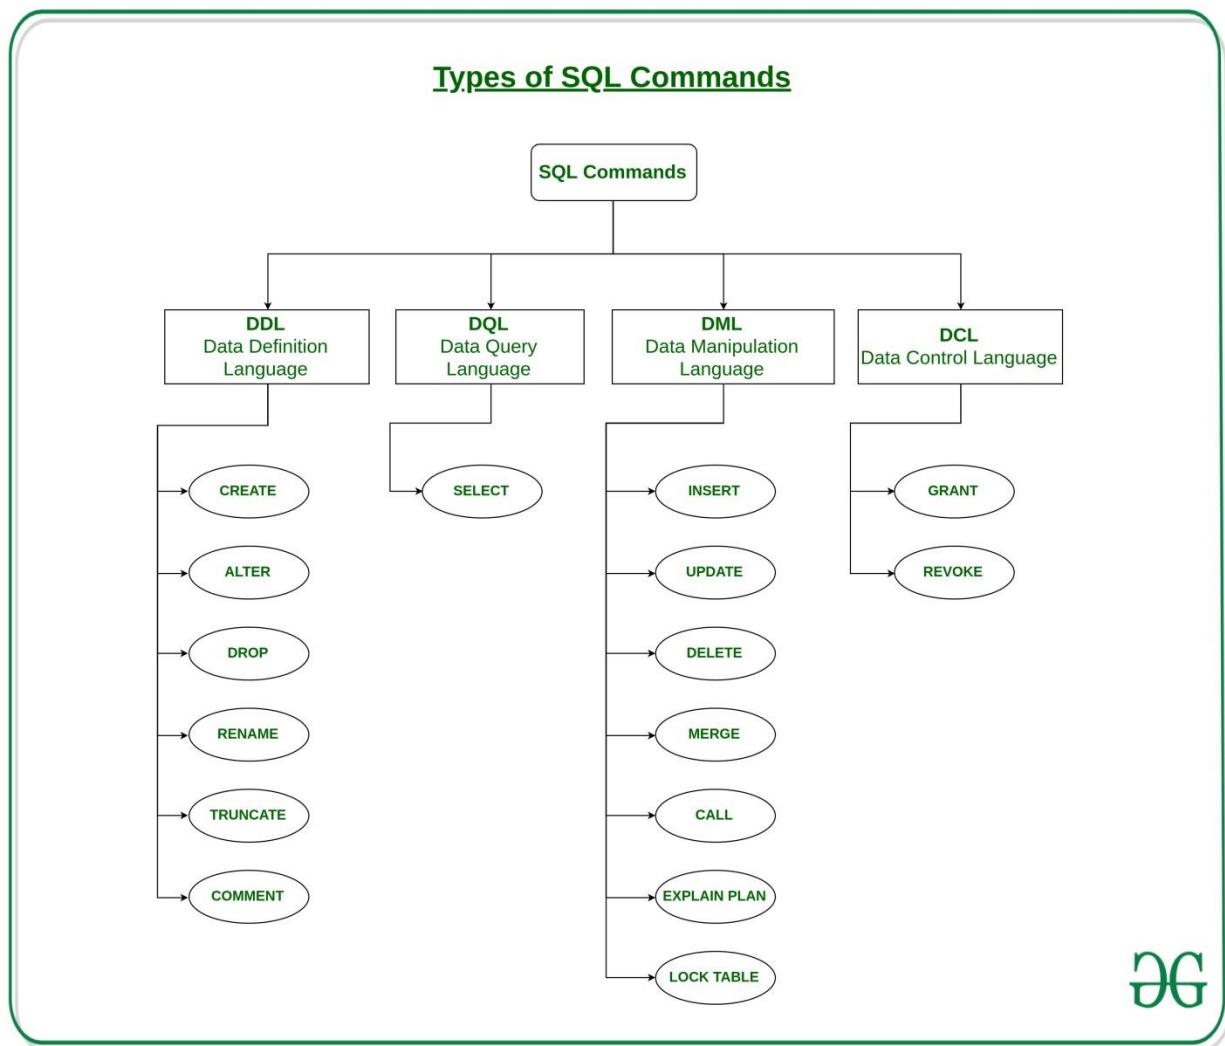 Types of SQL Commands
SQL Commands
DDL
Data Definition
Language
DQL
Data Query
Language
DML
Data Manipulation
Language
DCL
Data Control Language
CREATE
ALTER
DROP
RENAME
TRUNCATE
COMMENT
SELECT
INSERT
UPDATE
DELETE
MERGE
CALL
EXPLAIN PLAN
LOCK TABLE
GRANT
REVOKE